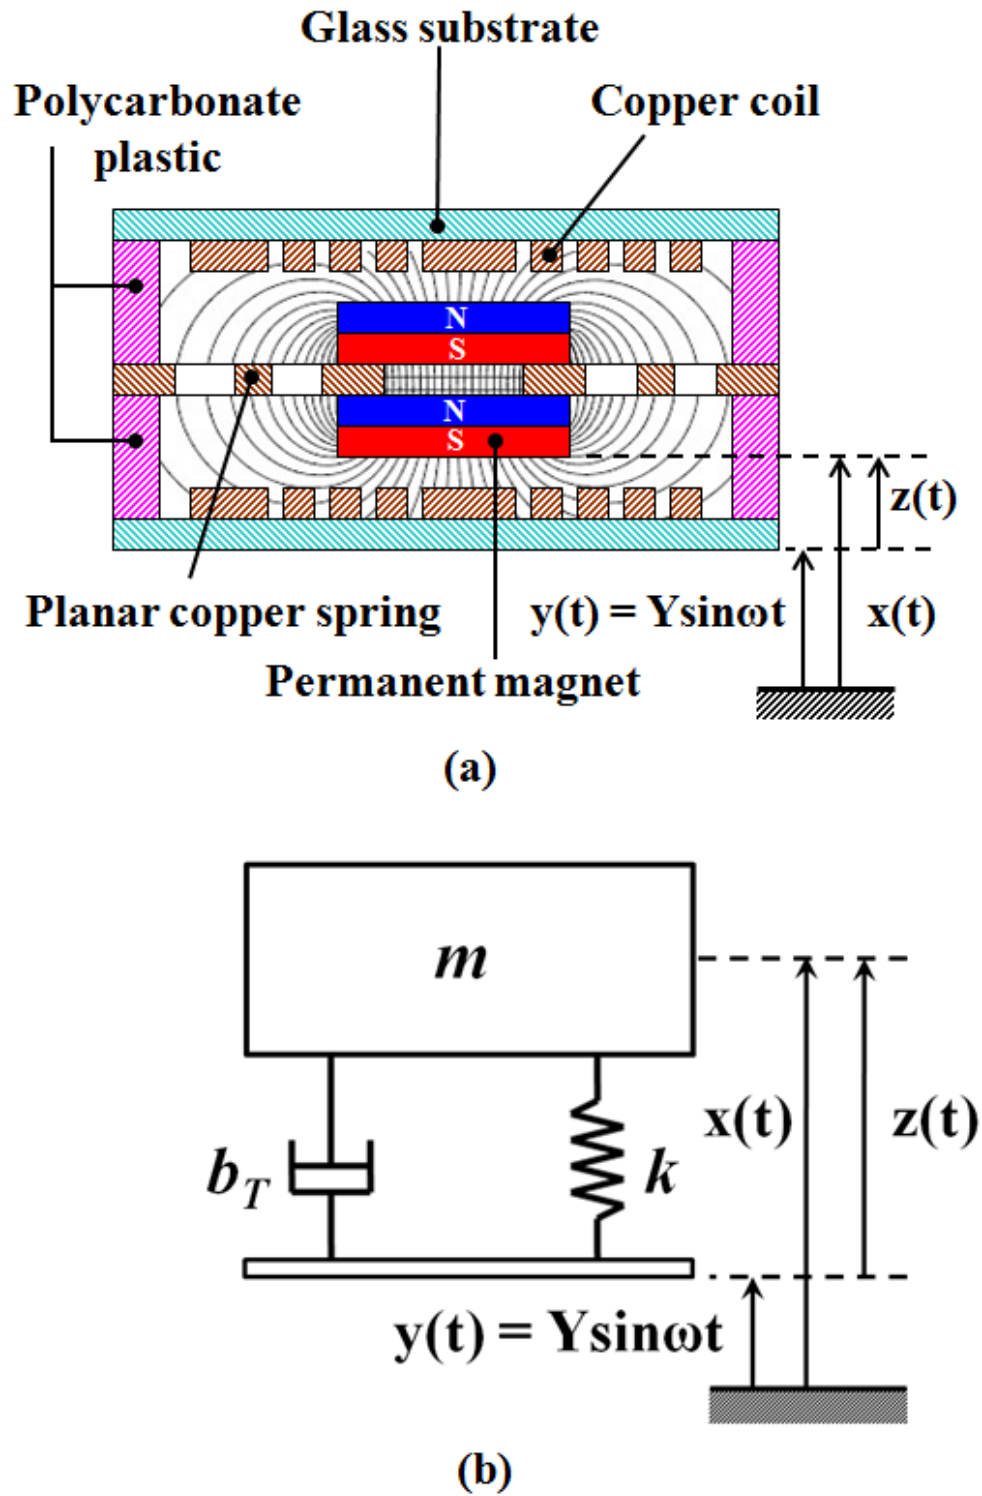 Glass substrate
Polycarbonate
plastic
Copper coil
N
S
N
S
z(t)
Planar copper spring
y(t) = Ysinωt
x(t)
Permanent magnet
(a)
m
x(t)
z(t)
b_T
k
y(t) = Ysinωt
(b)